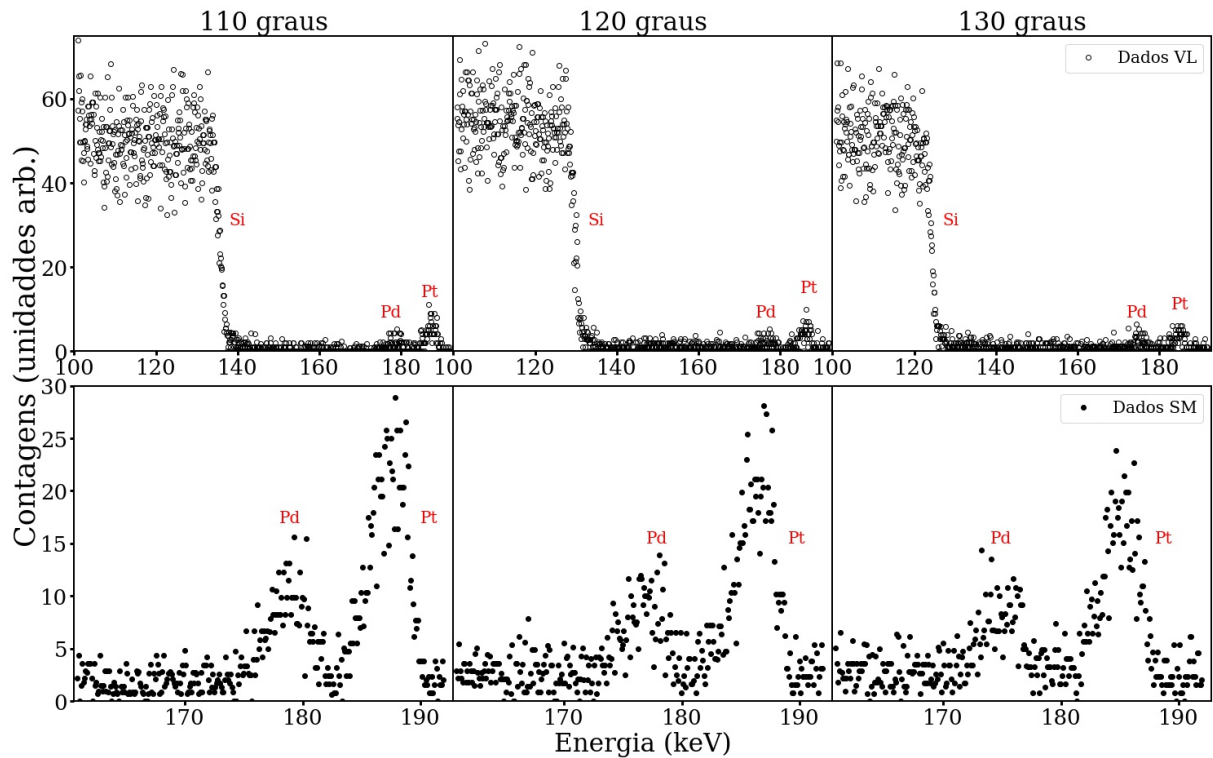 110 graus 120 graus 130 graus
Dados VL
60
40
20
0
Si Pd Pt
Si Pd Pt
Si Pd Pt
100 120 140 160 180 100 120 140 160 180 100 120 140 160 180
Dados SM
30
25
20
15
10
5
0
Pd Pt
Pd Pt
Pd Pt
170 180 190 170 180 190 170 180 190
Contagens (unidaddes arb.)
Energia (keV)